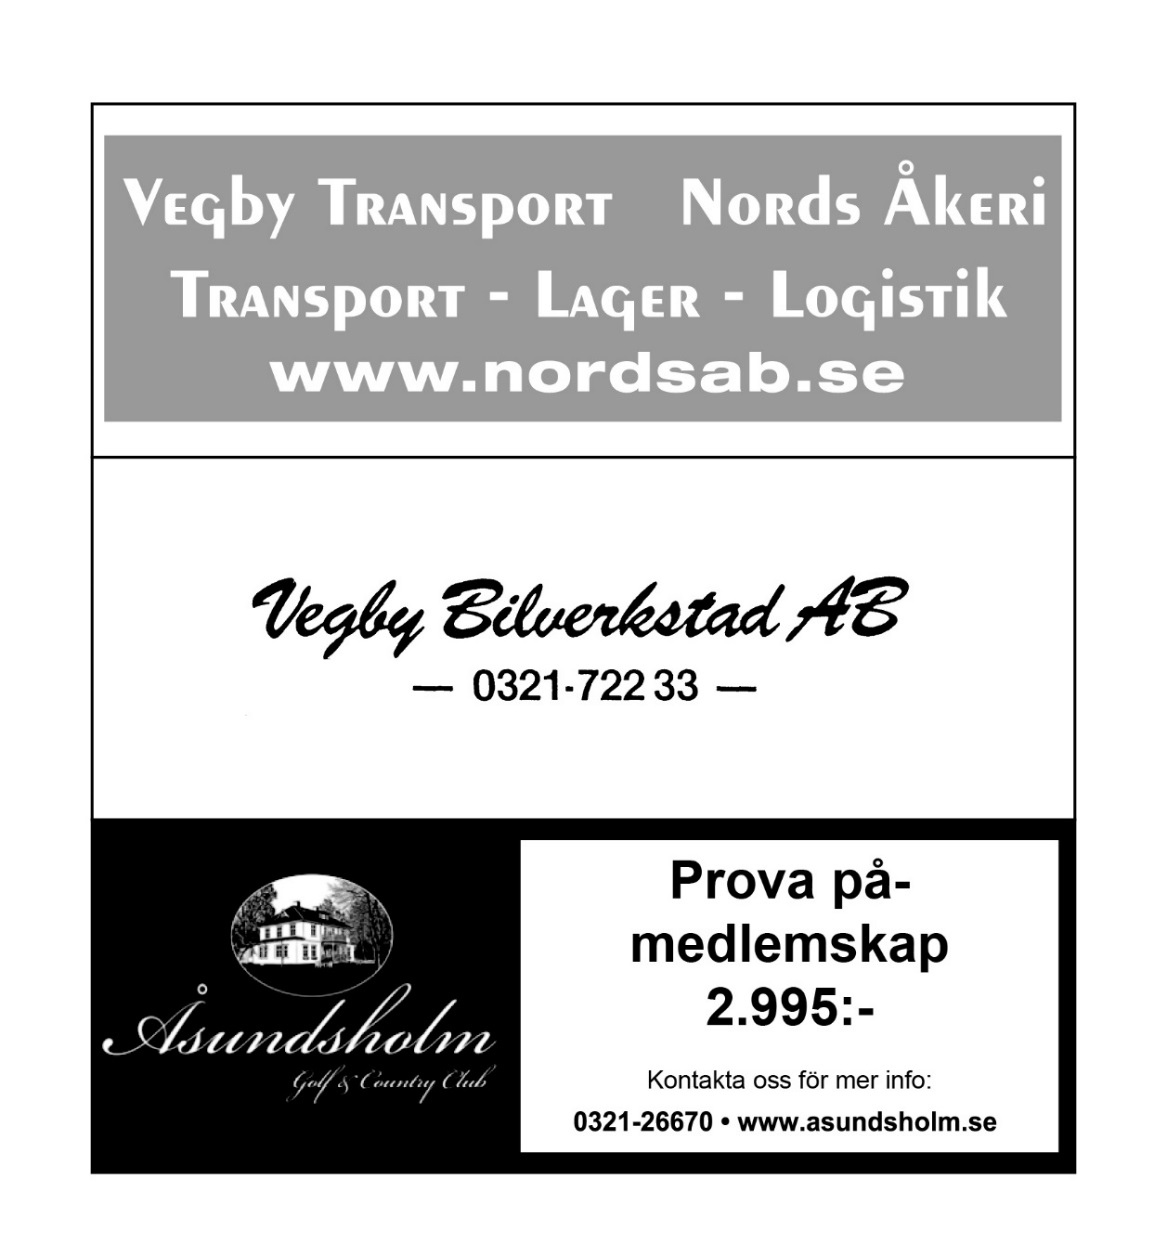 Vegby Transport Nords Åkeri
Transport - Lager - Logistik
www.nordsab.se
Vegby Bilverkstad AB
— 0321-722 33 —
Åsundsholm
Golf & Country Club
Prova på-
medlemskap
2.995:-
Kontakta oss för mer info:
0321-26670 • www.asundsholm.se